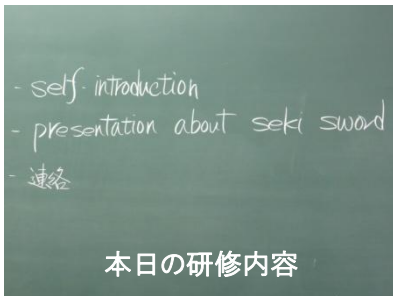 - self-introduction
- presentation about seki sword
- 連絡
本日の研修内容